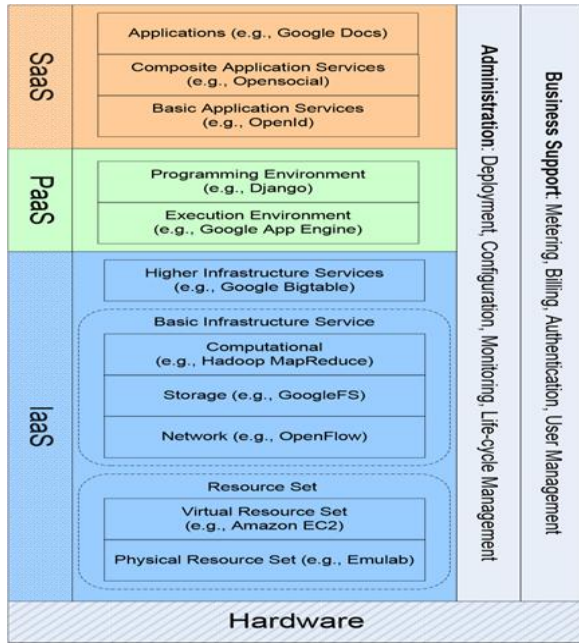 SaaS
Applications (e.g., Google Docs)
Composite Application Services
(e.g., Opensocial)
Basic Application Services
(e.g., OpenId)
PaaS
Programming Environment
(e.g., Django)
Execution Environment
(e.g., Google App Engine)
IaaS
Higher Infrastructure Services
(e.g., Google Bigtable)
Basic Infrastructure Service
Computational
(e.g., Hadoop MapReduce)
Storage (e.g., GoogleFS)
Network (e.g., OpenFlow)
Resource Set
Virtual Resource Set
(e.g., Amazon EC2)
Physical Resource Set (e.g., Emulab)
Administration: Deployment, Configuration, Monitoring, Life-cycle Management
Business Support: Metering, Billing, Authentication, User Management
Hardware